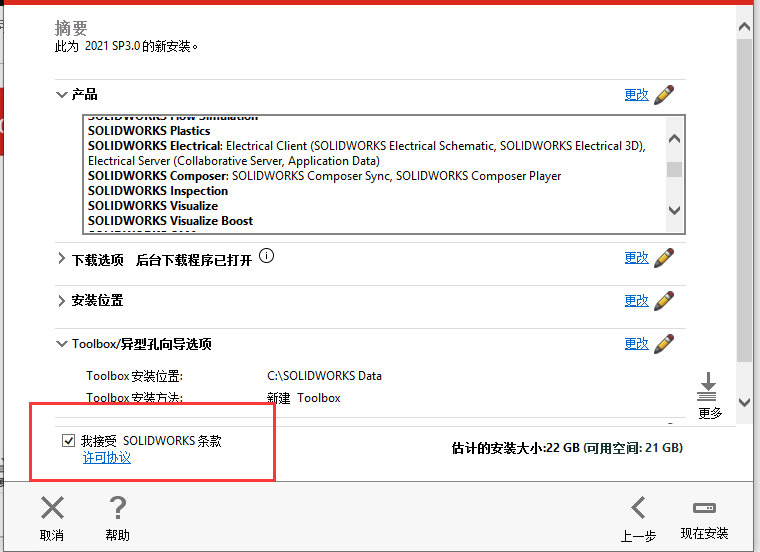 摘要
此为 2021 SP3.0 的新安装。
产品
更改
SOLIDWORKS Flow Simulation
SOLIDWORKS Plastics
SOLIDWORKS Electrical: Electrical Client (SOLIDWORKS Electrical Schematic, SOLIDWORKS Electrical 3D),
Electrical Server (Collaborative Server, Application Data)
SOLIDWORKS Composer: SOLIDWORKS Composer Sync, SOLIDWORKS Composer Player
SOLIDWORKS Inspection
SOLIDWORKS Visualize
SOLIDWORKS Visualize Boost
下载选项 后台下载程序已打开
更改
安装位置
更改
Toolbox/异型孔向导选项
更改
Toolbox 安装位置: C:\SOLIDWORKS Data
Toolbox 安装方法: 新建 Toolbox
更多
我接受 SOLIDWORKS 条款
许可协议
估计的安装大小:22 GB (可用空间: 21 GB)
取消
帮助
上一步
现在安装